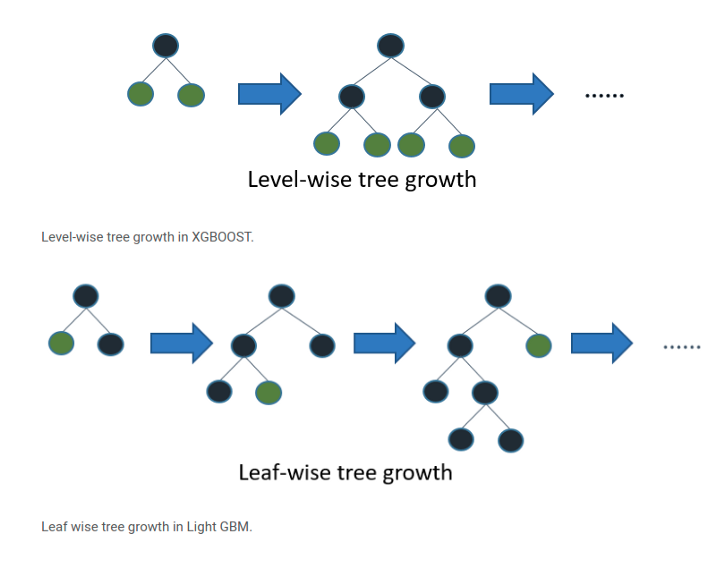 ......
Level-wise tree growth
Level-wise tree growth in XGBOOST.
......
Leaf-wise tree growth
Leaf wise tree growth in Light GBM.